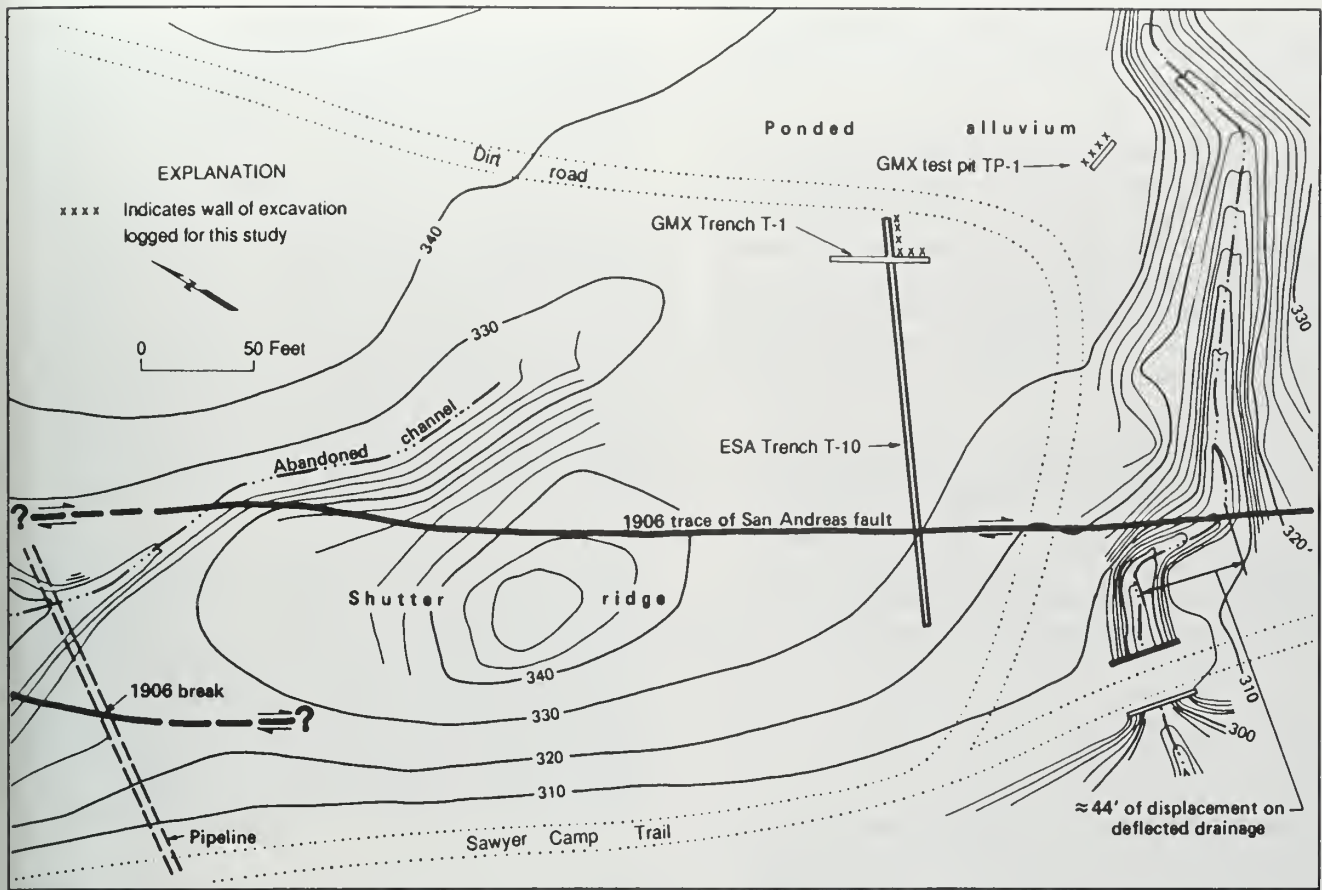 Ponded alluvium
Dirt road
GMX test pit TP-1
EXPLANATION
xxxx Indicates wall of excavation
logged for this study
GMX Trench T-1
340
330
330
0 50 Feet
Abandoned channel
ESA Trench T-10
?
1906 trace of San Andreas fault
320
Shutter ridge
340
1906 break
?
330
310
300
320
310
≈ 44' of displacement on
deflected drainage
Pipeline
Sawyer Camp Trail